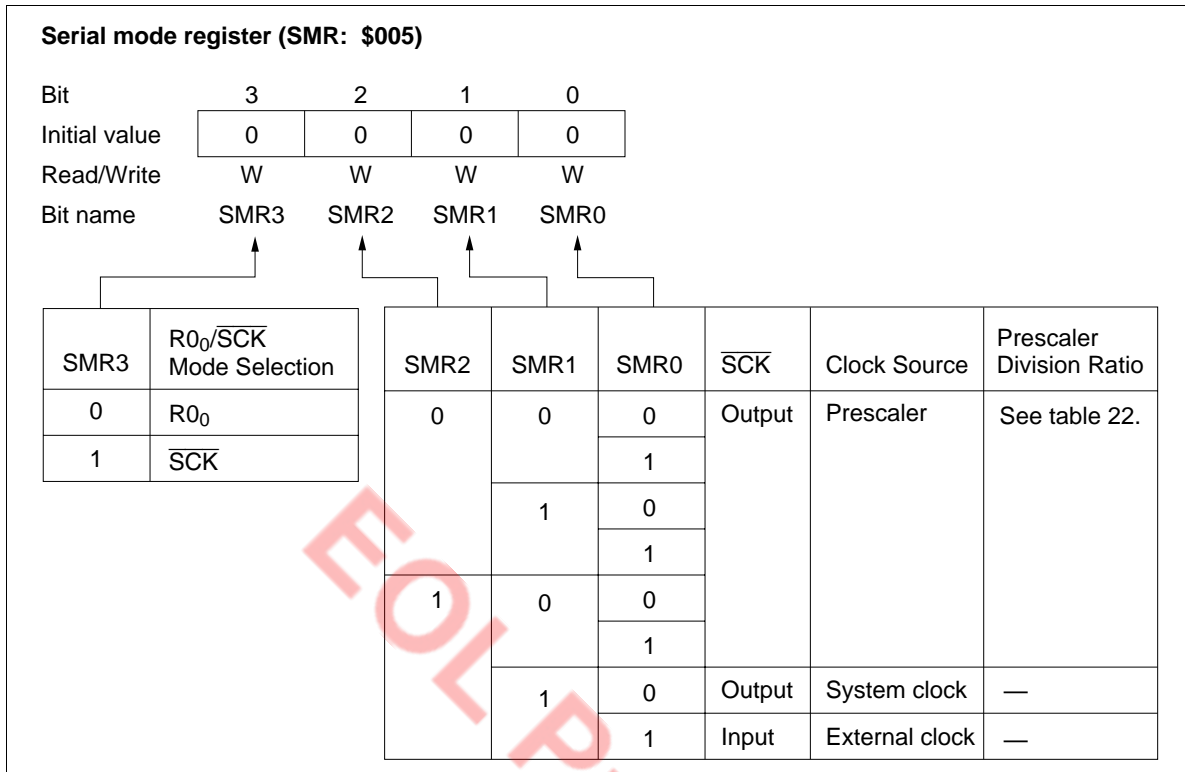 Serial mode register (SMR: $005)
Bit 3 2 1 0
Initial value 0 0 0 0
Read/Write W W W W
Bit name SMR3 SMR2 SMR1 SMR0
SMR3 R0₀/S̅C̅K̅ Mode Selection
0 R0₀
1 S̅C̅K̅
SMR2 SMR1 SMR0 S̅C̅K̅ Clock Source Prescaler Division Ratio
0 0 0 Output Prescaler See table 22.
1
1 0
1
1 0 0
1
1 0 Output System clock —
1 Input External clock —
EOL P